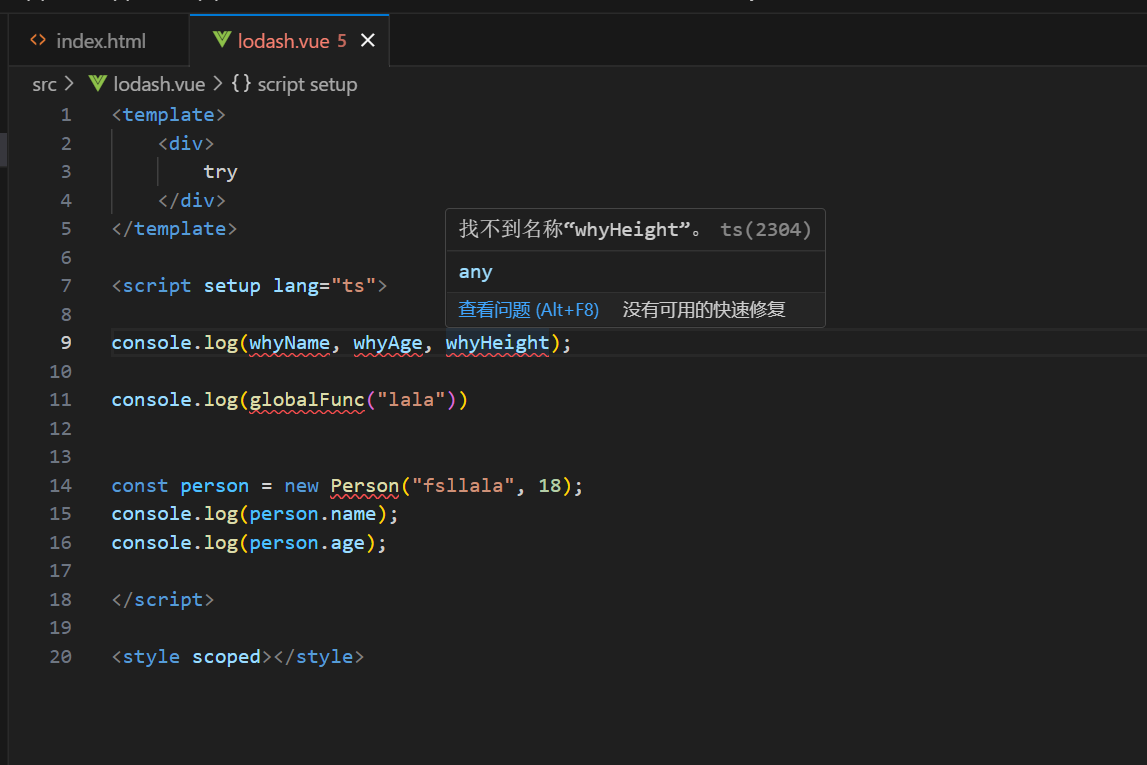 index.html
lodash.vue 5
src > lodash.vue > {} script setup
1 <template>
2 <div>
3 try
4 </div>
5 </template>
6
7 <script setup lang="ts">
8
9 console.log(whyName, whyAge, whyHeight);
10
11 console.log(globalFunc("lala"))
12
13
14 const person = new Person("fsllala", 18);
15 console.log(person.name);
16 console.log(person.age);
17
18 </script>
19
20 <style scoped></style>
找不到名称“whyHeight”。 ts(2304)
any
查看问题 (Alt+F8) 没有可用的快速修复